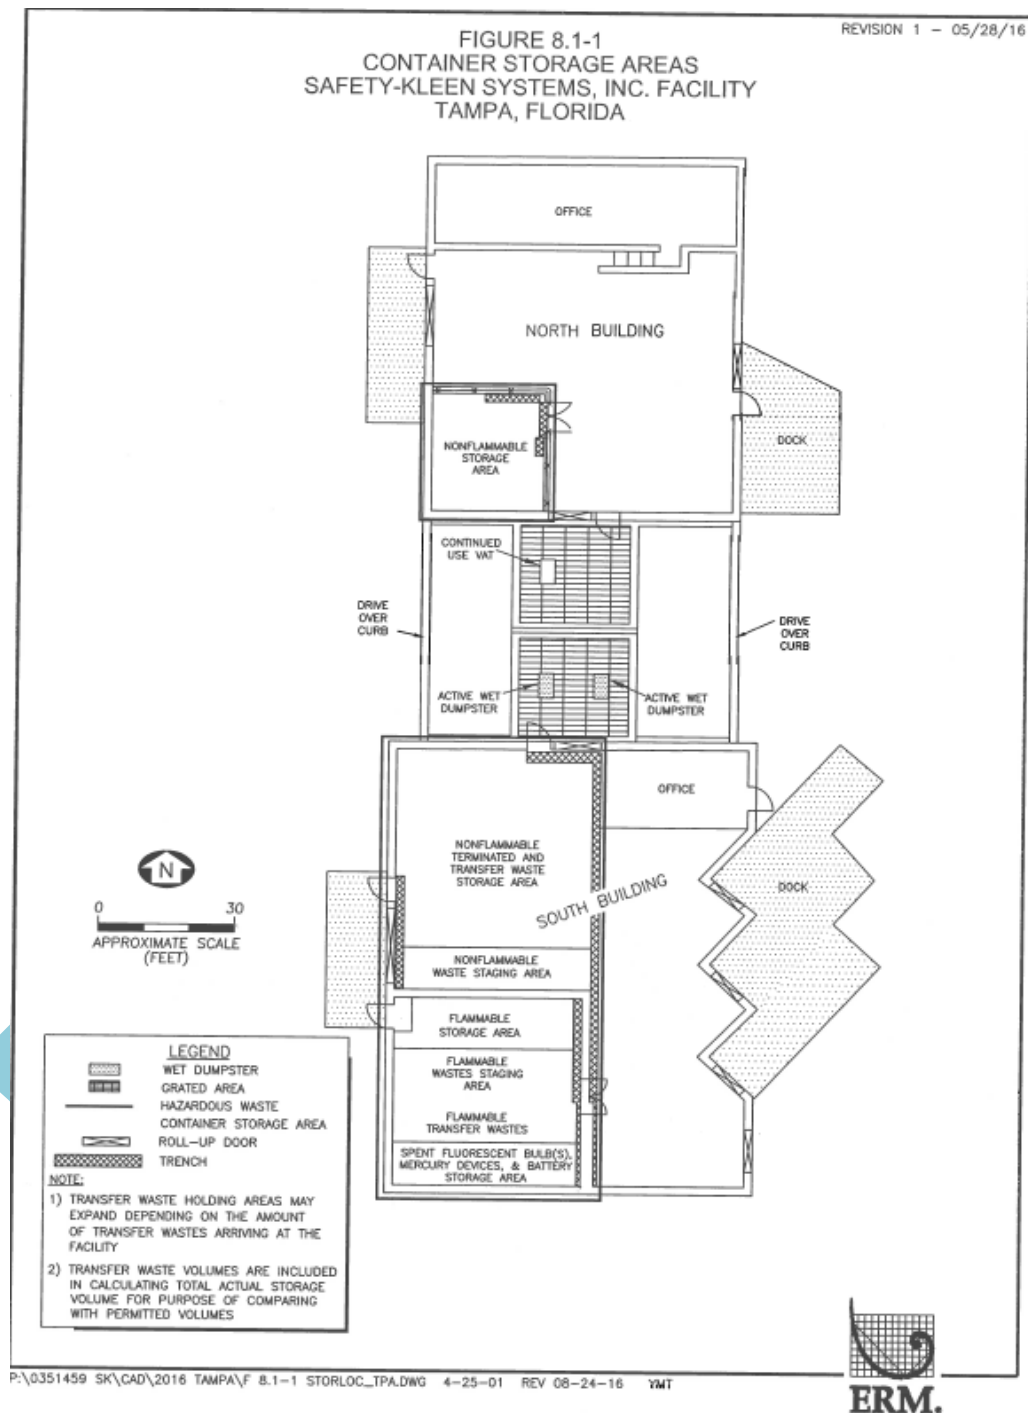 REVISION 1 - 05/28/16
FIGURE 8.1-1
CONTAINER STORAGE AREAS
SAFETY-KLEEN SYSTEMS, INC. FACILITY
TAMPA, FLORIDA
OFFICE
NORTH BUILDING
DOCK
NONFLAMMABLE
STORAGE
AREA
CONTINUED
USE VAT
DRIVE
OVER
CURB
DRIVE
OVER
CURB
ACTIVE WET
DUMPSTER
ACTIVE WET
DUMPSTER
OFFICE
NONFLAMMABLE
TERMINATED AND
TRANSFER WASTE
STORAGE AREA
SOUTH BUILDING
DOCK
N
0 30
APPROXIMATE SCALE
(FEET)
NONFLAMMABLE
WASTE STAGING AREA
FLAMMABLE
STORAGE AREA
FLAMMABLE
WASTES STAGING
AREA
FLAMMABLE
TRANSFER WASTES
SPENT FLUORESCENT BULB(S),
MERCURY DEVICES, & BATTERY
STORAGE AREA
LEGEND
WET DUMPSTER
GRATED AREA
HAZARDOUS WASTE
CONTAINER STORAGE AREA
ROLL-UP DOOR
TRENCH
NOTE:
1) TRANSFER WASTE HOLDING AREAS MAY
EXPAND DEPENDING ON THE AMOUNT
OF TRANSFER WASTES ARRIVING AT THE
FACILITY
2) TRANSFER WASTE VOLUMES ARE INCLUDED
IN CALCULATING TOTAL ACTUAL STORAGE
VOLUME FOR PURPOSE OF COMPARING
WITH PERMITTED VOLUMES
P:\0351459 SK\CAD\2016 TAMPA\F 8.1-1 STORLOC_TPA.DWG 4-25-01 REV 08-24-16 YMT
ERM.